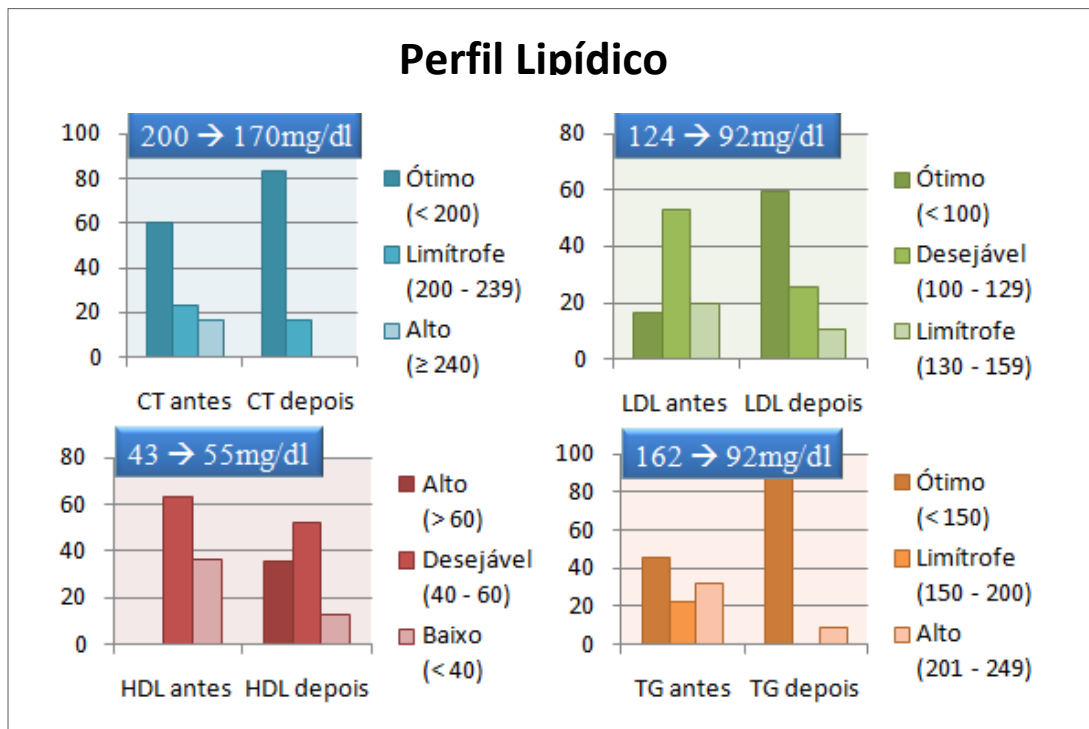 Perfil Lipídico
200 → 170mg/dl
100
80
60
40
20
0
CT antes CT depois
Ótimo
(< 200)
Limítrofe
(200 - 239)
Alto
(≥ 240)
124 → 92mg/dl
80
60
40
20
0
LDL antes LDL depois
Ótimo
(< 100)
Desejável
(100 - 129)
Limítrofe
(130 - 159)
43 → 55mg/dl
80
60
40
20
0
HDL antes HDL depois
Alto
(> 60)
Desejável
(40 - 60)
Baixo
(< 40)
162 → 92mg/dl
100
80
60
40
20
0
TG antes TG depois
Ótimo
(< 150)
Limítrofe
(150 - 200)
Alto
(201 - 249)